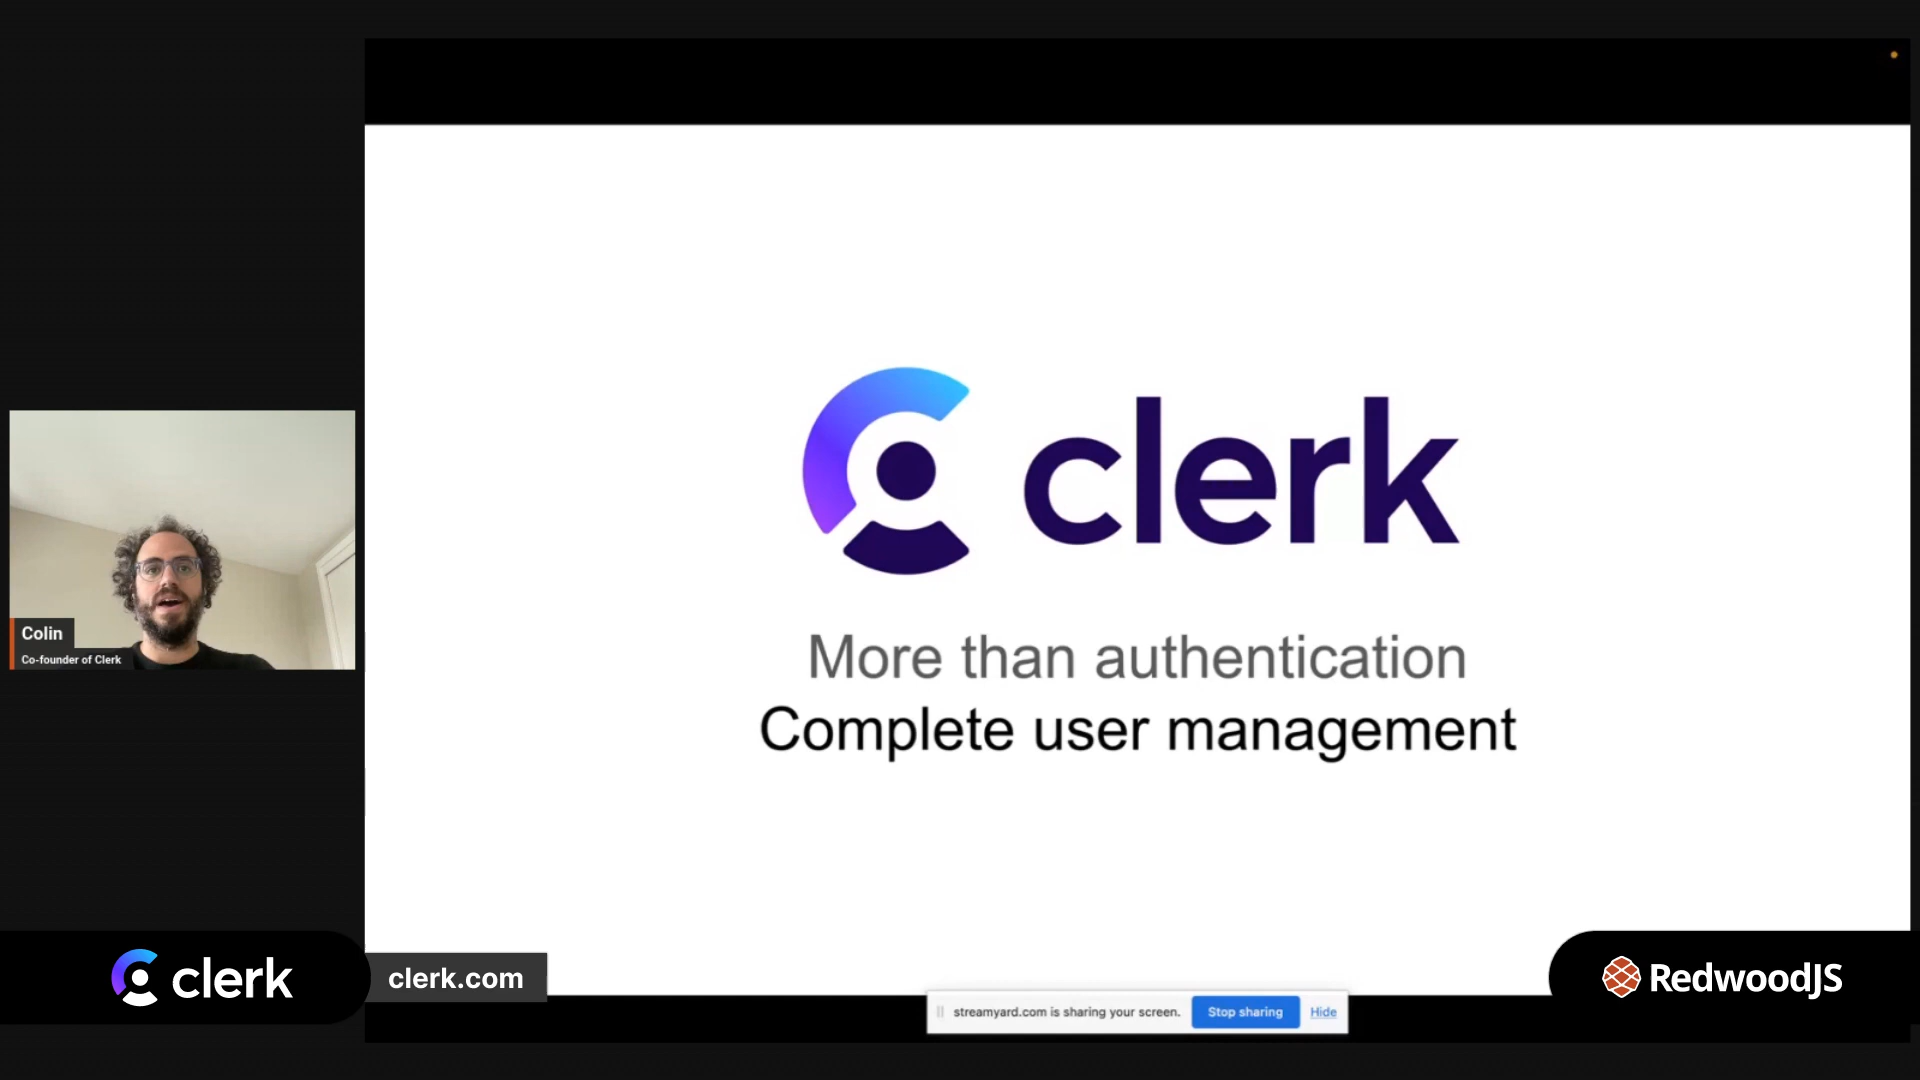 clerk
More than authentication
Complete user management
Colin
Co-founder of Clerk
clerk
clerk.com
streamyard.com is sharing your screen.
Stop sharing
Hide
RedwoodJS